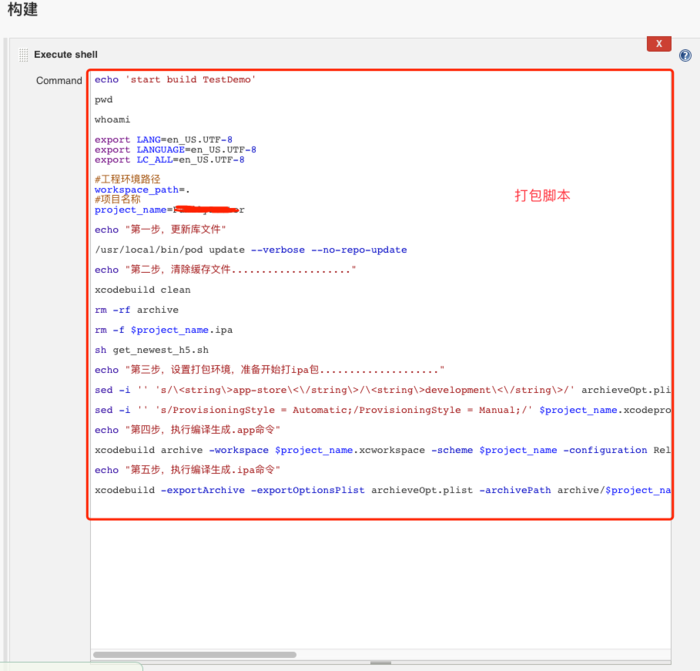 构建
X
Execute shell
?
Command
echo 'start build TestDemo'
pwd
whoami
export LANG=en_US.UTF-8
export LANGUAGE=en_US.UTF-8
export LC_ALL=en_US.UTF-8
#工程环境路径
workspace_path=.
#项目名称
project_name=
打包脚本
echo "第一步，更新库文件"
/usr/local/bin/pod update --verbose --no-repo-update
echo "第二步，清除缓存文件...................."
xcodebuild clean
rm -rf archive
rm -f $project_name.ipa
sh get_newest_h5.sh
echo "第三步，设置打包环境，准备开始打ipa包...................."
sed -i '' 's/\<string\>app-store\<\/string\>/\<string\>development\<\/string\>/' archieveOpt.pli
sed -i '' 's/ProvisioningStyle = Automatic;/ProvisioningStyle = Manual;/' $project_name.xcodepro
echo "第四步，执行编译生成.app命令"
xcodebuild archive -workspace $project_name.xcworkspace -scheme $project_name -configuration Rel
echo "第五步，执行编译生成.ipa命令"
xcodebuild -exportArchive -exportOptionsPlist archieveOpt.plist -archivePath archive/$project_na